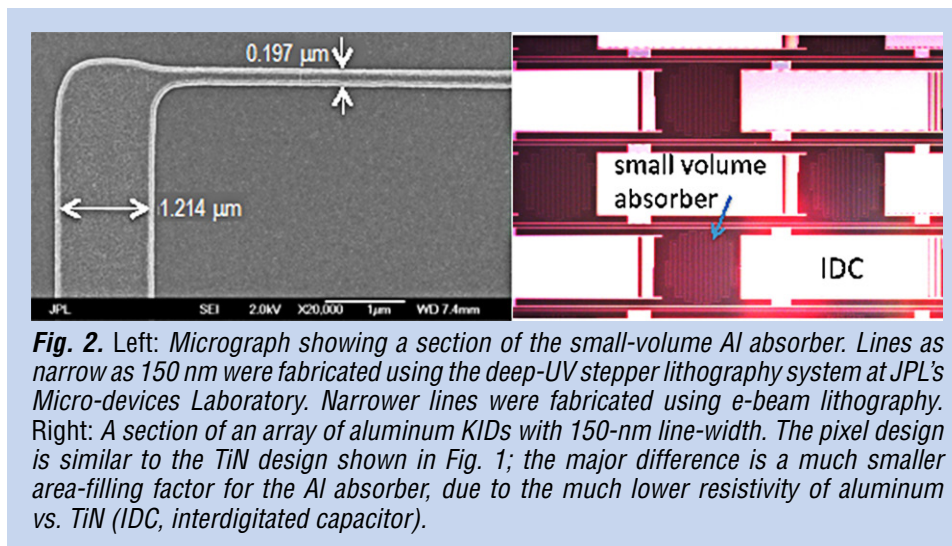 0.197 µm
1.214 µm
JPL SEI 2.0kV X20,000 1µm WD 7.4mm
small volume
absorber
IDC
Fig. 2. Left: Micrograph showing a section of the small-volume Al absorber. Lines as
narrow as 150 nm were fabricated using the deep-UV stepper lithography system at JPL’s
Micro-devices Laboratory. Narrower lines were fabricated using e-beam lithography.
Right: A section of an array of aluminum KIDs with 150-nm line-width. The pixel design
is similar to the TiN design shown in Fig. 1; the major difference is a much smaller
area-filling factor for the Al absorber, due to the much lower resistivity of aluminum
vs. TiN (IDC, interdigitated capacitor).